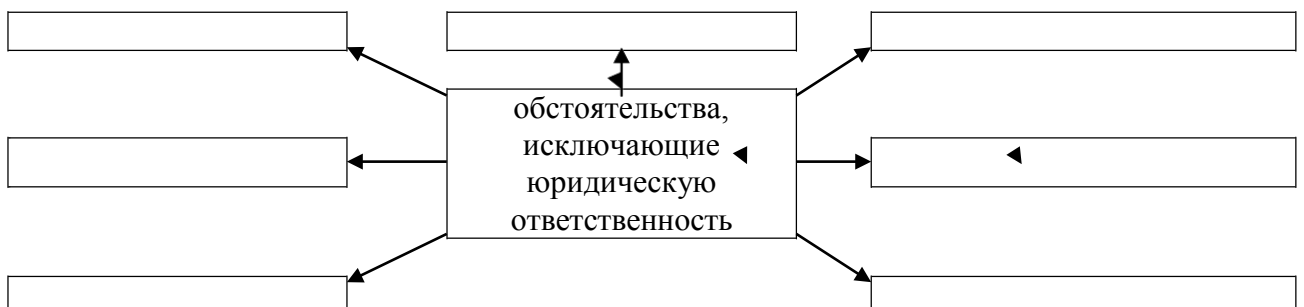 обстоятельства,
исключающие
юридическую
ответственность